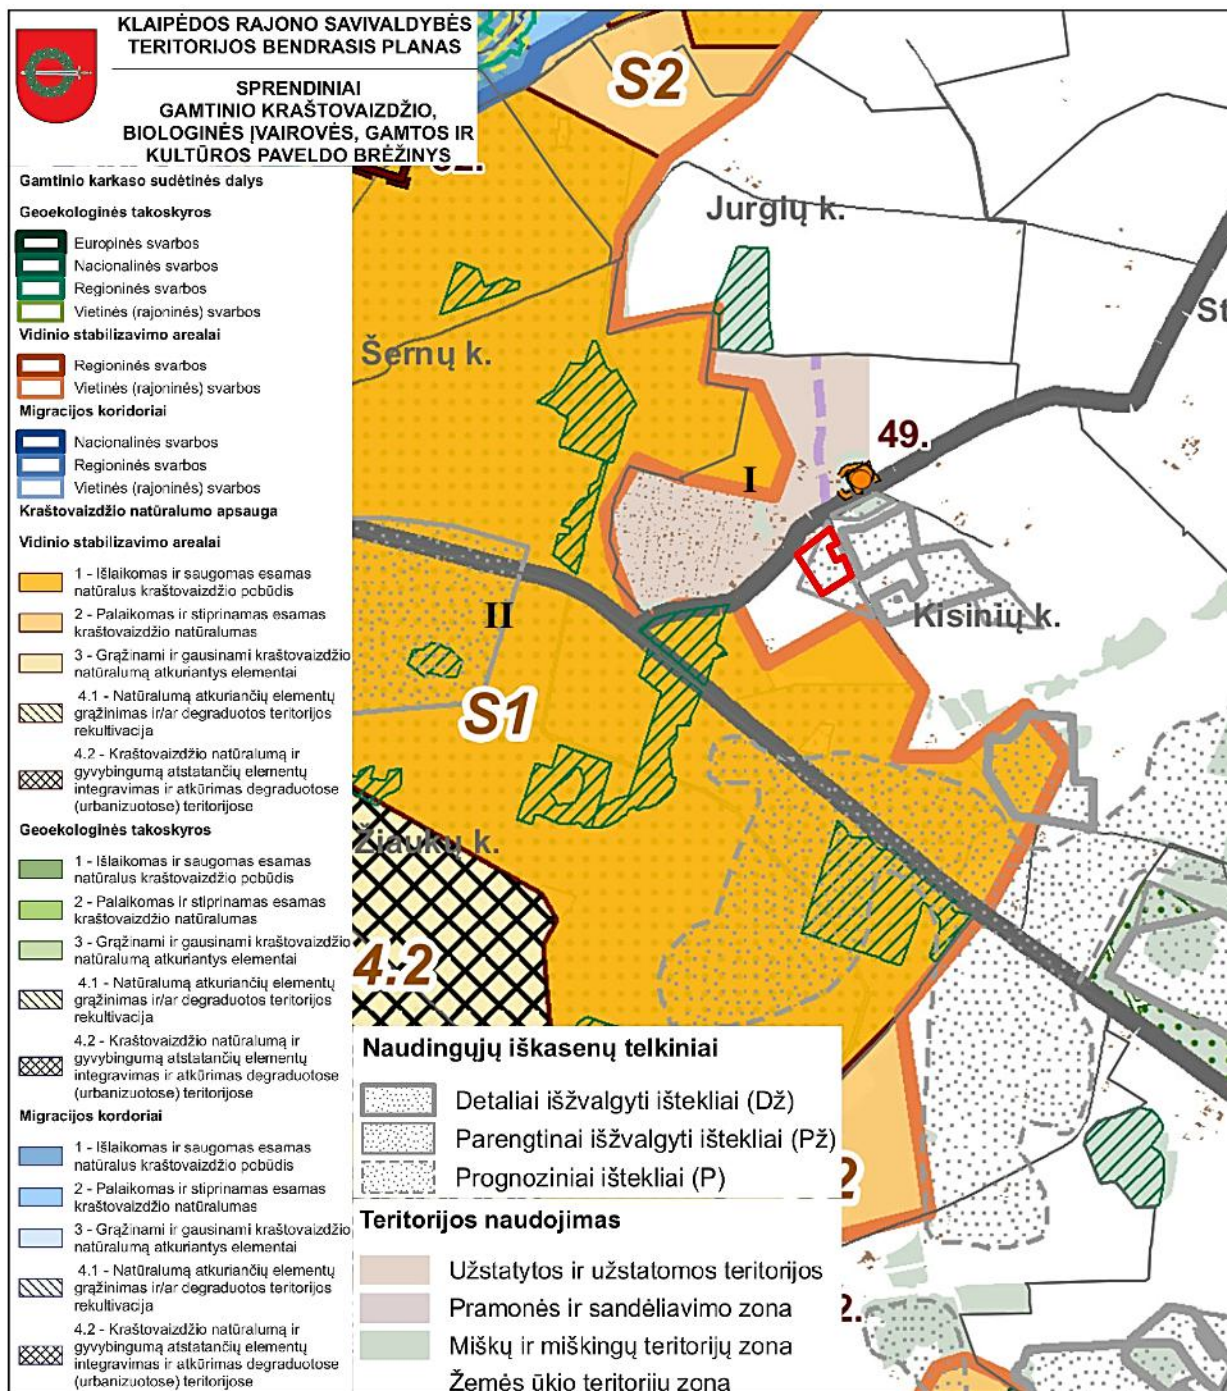 KLAIPĖDOS RAJONO SAVIVALDYBĖS
TERITORIJOS BENDRASIS PLANAS
SPRENDINIAI
GAMTINIO KRAŠTOVAIZDŽIO,
BIOLOGINĖS ĮVAIROVĖS, GAMTOS IR
KULTŪROS PAVELDO BRĖŽINYS
Gamtinio karkaso sudėtinės dalys
Geoekologinės takoskyros
Europinės svarbos
Nacionalinės svarbos
Regioninės svarbos
Vietinės (rajoninės) svarbos
Vidinio stabilizavimo arealai
Regioninės svarbos
Vietinės (rajoninės) svarbos
Migracijos koridoriai
Nacionalinės svarbos
Regioninės svarbos
Vietinės (rajoninės) svarbos
Kraštovaizdžio natūralumo apsauga
Vidinio stabilizavimo arealai
1 - Išlaikomas ir saugomas esamas
natūralus kraštovaizdžio pobūdis
2 - Palaikomas ir stiprinamas esamas
kraštovaizdžio natūralumas
3 - Grąžinami ir gausinami kraštovaizdžio
natūralumą atkuriantys elementai
4.1 - Natūralumą atkuriančių elementų
grąžinimas ir/ar degraduotos teritorijos
rekultivacija
4.2 - Kraštovaizdžio natūralumą ir
gyvybingumą atstatančių elementų
integravimas ir atkūrimas degraduotose
(urbanizuotose) teritorijose
Geoekologinės takoskyros
1 - Išlaikomas ir saugomas esamas
natūralus kraštovaizdžio pobūdis
2 - Palaikomas ir stiprinamas esamas
kraštovaizdžio natūralumas
3 - Grąžinami ir gausinami kraštovaizdžio
natūralumą atkuriantys elementai
4.1 - Natūralumą atkuriančių elementų
grąžinimas ir/ar degraduotos teritorijos
rekultivacija
4.2 - Kraštovaizdžio natūralumą ir
gyvybingumą atstatančių elementų
integravimas ir atkūrimas degraduotose
(urbanizuotose) teritorijose
Migracijos kordoriai
1 - Išlaikomas ir saugomas esamas
natūralus kraštovaizdžio pobūdis
2 - Palaikomas ir stiprinamas esamas
kraštovaizdžio natūralumas
3 - Grąžinami ir gausinami kraštovaizdžio
natūralumą atkuriantys elementai
4.1 - Natūralumą atkuriančių elementų
grąžinimas ir/ar degraduotos teritorijos
rekultivacija
4.2 - Kraštovaizdžio natūralumą ir
gyvybingumą atstatančių elementų
integravimas ir atkūrimas degraduotose
(urbanizuotose) teritorijose
S2
Jurgių k.
St
Šernų k.
49.
I
II
Kisinių k.
S1
Žiaukų k.
4.2
Naudingųjų iškasenų telkiniai
Detaliai išžvalgyti ištekliai (Dž)
Parengtinai išžvalgyti ištekliai (Pž)
Prognoziniai ištekliai (P)
2
Teritorijos naudojimas
Užstatytos ir užstatomos teritorijos
Pramonės ir sandėliavimo zona
2.
Miškų ir miškingų teritorijų zona
Žemės ūkio teritorijų zona